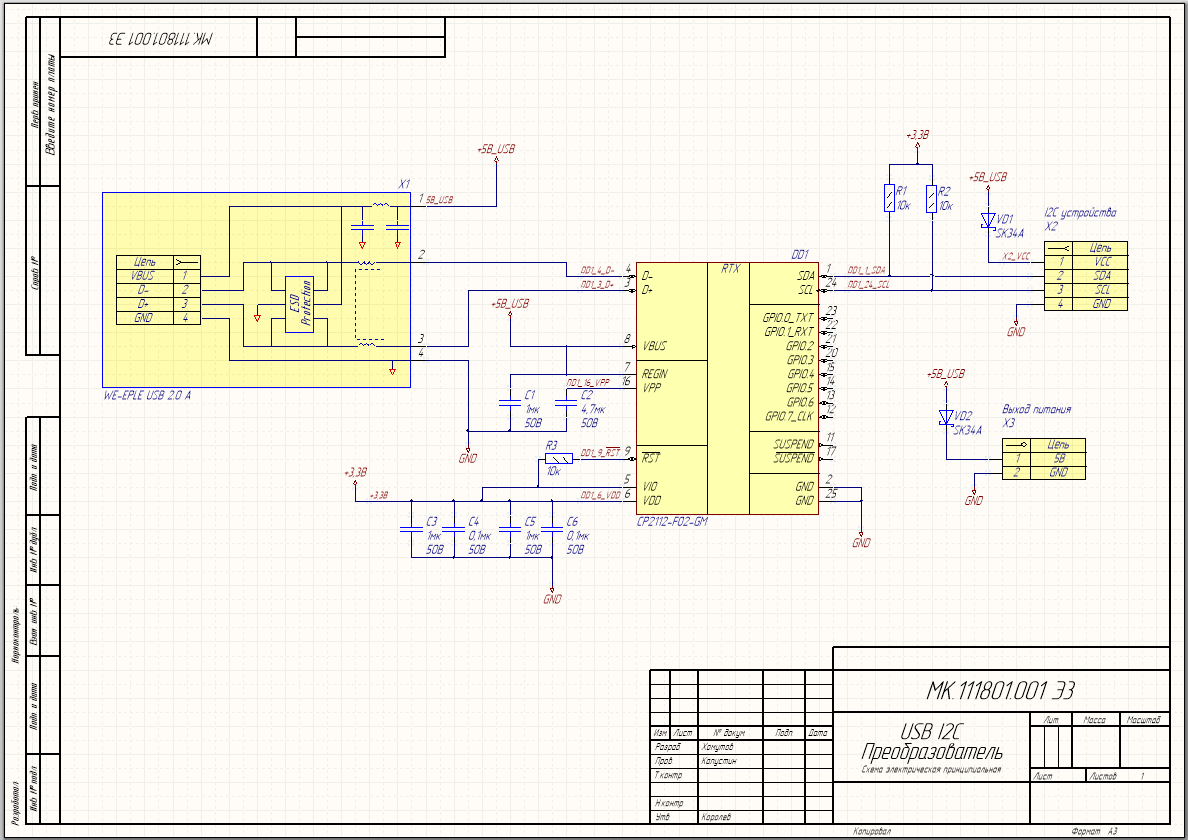 МК.111801.001 Э3
Перв. примен.
Введите номер платы
Справ. №
Подп. и дата
Инв. № дубл.
Взам. инв. №
Подп. и дата
Инв. № подл.
Нормоконтроль
Разработал
X1
1 5В_USB
+5В_USB
2
3
4
Цепь
VBUS 1
D- 2
D+ 3
GND 4
ESD Protection
WE-EPLE USB 2.0 A
GND
+5В_USB
C1
1мк
50В
C2
4,7мк
50В
DD1_16_VPP
DD1_4_D-
DD1_3_D+
R3
10к
DD1_9_RST
+3,3В
+3,3В
DD1_6_VDD
C3
1мк
50В
C4
0,1мк
50В
C5
1мк
50В
C6
0,1мк
50В
GND
DD1
RTX
4 D-
3 D+
8 VBUS
7 REGIN
16 VPP
9 RST
5 VIO
6 VDD
SDA 1
SCL 24
GPIO.0_TXT 23
GPIO.1_RXT 22
GPIO.2 21
GPIO.3 20
GPIO.4 15
GPIO.5 14
GPIO.6 13
GPIO.7_CLK 12
SUSPEND 11
SUSPEND 17
GND 2
GND 25
CP2112-F02-GM
GND
DD1_1_SDA
DD1_24_SCL
+3,3В
R1
10к
R2
10к
+5В_USB
VD1
SK34A
X2_VCC
I2C устройства
X2
Цепь
1 VCC
2 SDA
3 SCL
4 GND
GND
+5В_USB
VD2
SK34A
Выход питания
X3
Цепь
1 5В
2 GND
GND
МК.111801.001 Э3
USB I2C
Преобразователь
Схема электрическая принципиальная
Лит. Масса Масштаб
Лист Листов 1
Изм. Лист № докум. Подп. Дата
Разраб. Хомутов
Пров. Капустин
Т.контр.
Н.контр.
Утв. Королев
Копировал Формат А3